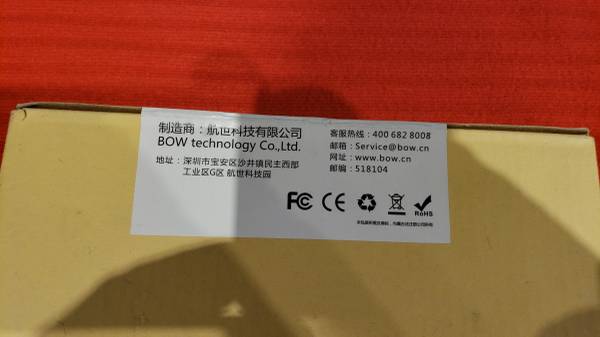 制造商：航世科技有限公司
BOW technology Co.,Ltd.
地址：深圳市宝安区沙井镇民主西部
工业区G区 航世科技园
客服热线：400 682 8008
邮箱：Service@bow.cn
网址：www.bow.cn
邮编：518104
FC CE RoHS